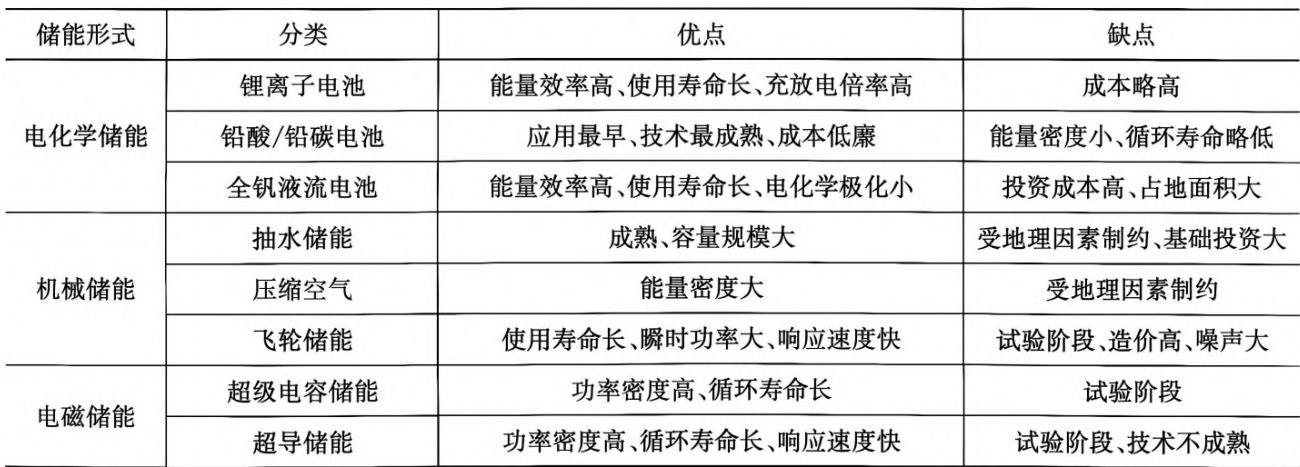 储能形式 分类 优点 缺点
锂离子电池 能量效率高、使用寿命长、充放电倍率高 成本略高
电化学储能 铅酸/铅碳电池 应用最早、技术最成熟、成本低廉 能量密度小、循环寿命略低
全钒液流电池 能量效率高、使用寿命长、电化学极化小 投资成本高、占地面积大
抽水储能 成熟、容量规模大 受地理因素制约、基础投资大
机械储能 压缩空气 能量密度大 受地理因素制约
飞轮储能 使用寿命长、瞬时功率大、响应速度快 试验阶段、造价高、噪声大
超级电容储能 功率密度高、循环寿命长 试验阶段
电磁储能
超导储能 功率密度高、循环寿命长、响应速度快 试验阶段、技术不成熟